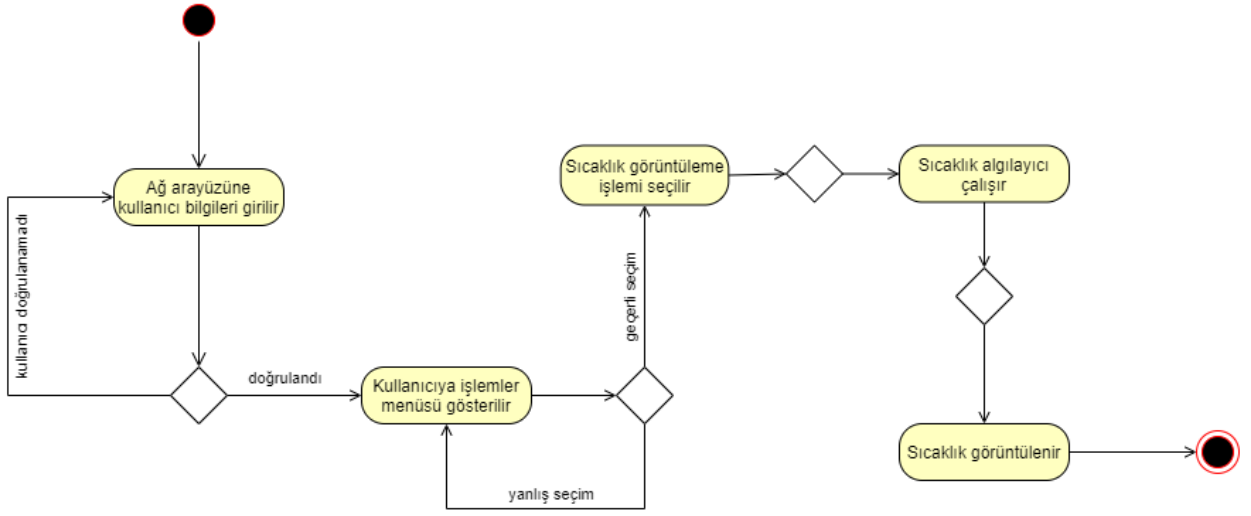 Ağ arayüzüne
kullanıcı bilgileri girilir
kullanıcı doğrulanamadı
doğrulandı
Kullanıcıya işlemler
menüsü gösterilir
yanlış seçim
geçerli seçim
Sıcaklık görüntüleme
işlemi seçilir
Sıcaklık algılayıcı
çalışır
Sıcaklık görüntülenir